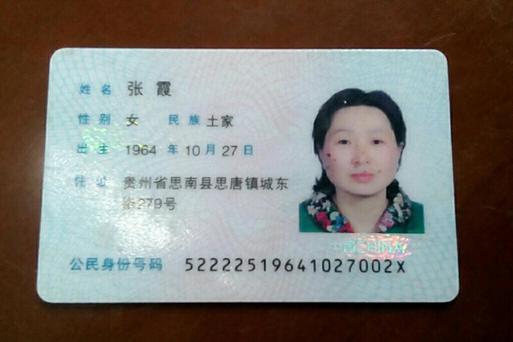 姓名 张霞
性别 女 民族 土家
出生 1964 年 10 月 27 日
住址 贵州省思南县思唐镇城东
路279号
公民身份号码 52222519641027002X